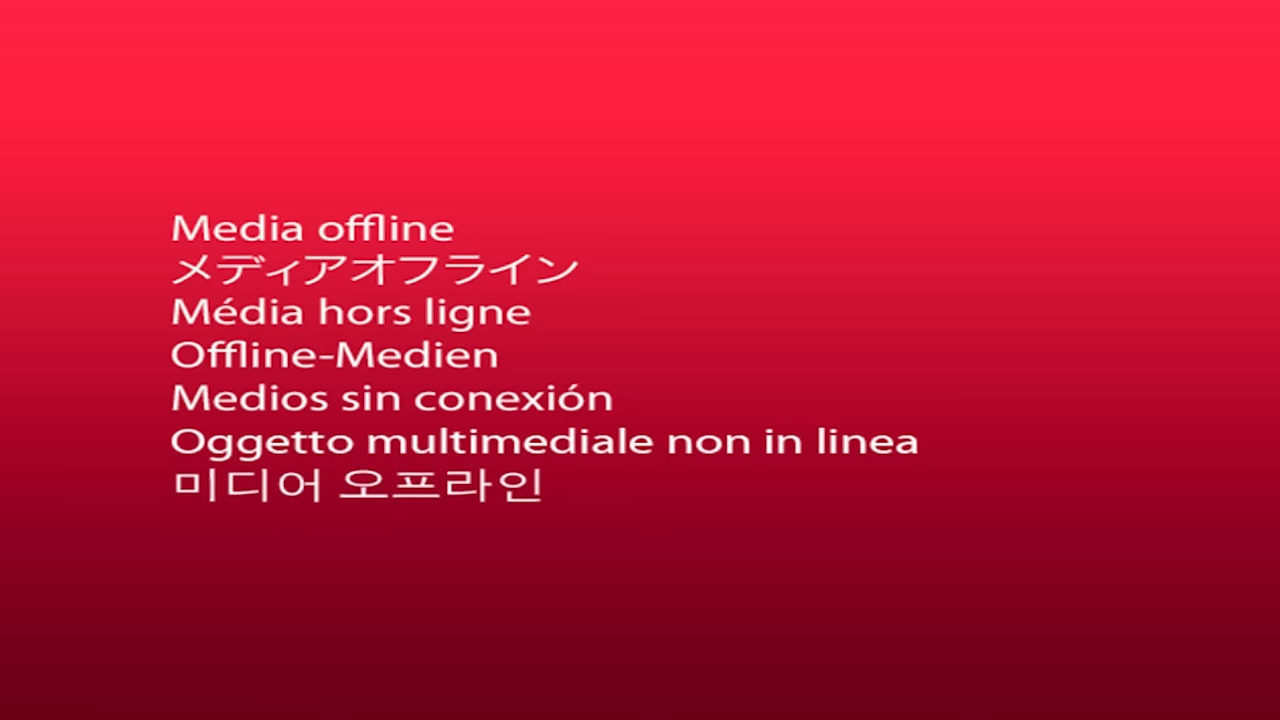 Media offline
メディアオフライン
Média hors ligne
Offline-Medien
Medios sin conexión
Oggetto multimediale non in linea
미디어 오프라인